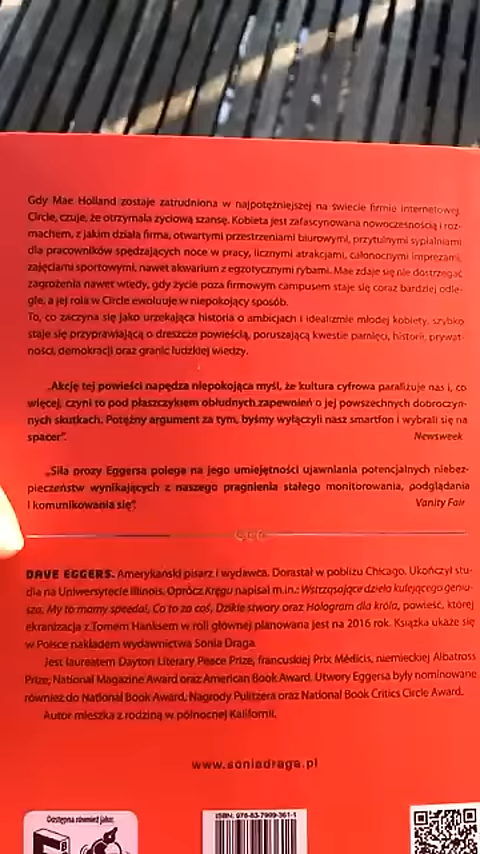 Gdy Mae Holland zostaje zatrudniona w najpotężniejszej na świecie firmie internetowej
Circle, czuje, że otrzymała życiową szansę. Kobieta jest zafascynowana nowoczesnością i roz-
machem, z jakim działa firma, otwartymi przestrzeniami biurowymi, przytulnymi sypialniami
dla pracowników spędzających noce w pracy, licznymi atrakcjami, całonocnymi imprezami,
zajęciami sportowymi, nawet akwarium z egzotycznymi rybami. Mae zdaje się nie dostrzegać
zagrożenia nawet wtedy, gdy życie poza firmowym campusem staje się coraz bardziej odle-
głe, a jej rola w Circle ewoluuje w niepokojący sposób.
To, co zaczyna się jako urzekająca historia o ambicjach i idealizmie młodej kobiety, szybko
staje się przyprawiającą o dreszcze powieścią, poruszającą kwestie pamięci, historii, prywat-
ności, demokracji oraz granic ludzkiej wiedzy.
„Akcję tej powieści napędza niepokojąca myśl, że kultura cyfrowa paraliżuje nas i, co
więcej, czyni to pod płaszczykiem obłudnych zapewnień o jej powszechnych dobroczyn-
nych skutkach. Potężny argument za tym, byśmy wyłączyli nasz smartfon i wybrali się na
spacer”. Newsweek
„Siła prozy Eggersa polega na jego umiejętności ujawniania potencjalnych niebez-
pieczeństw wynikających z naszego pragnienia stałego monitorowania, podglądania
i komunikowania się”. Vanity Fair
DAVE EGGERS. Amerykański pisarz i wydawca. Dorastał w pobliżu Chicago. Ukończył stu-
dia na Uniwersytecie Illinois. Oprócz Kręgu napisał m.in.: Wstrząsające dzieło kulejącego geniu-
sza, My to mamy speeda!, Co to za coś, Dzikie stwory oraz Hologram dla króla, powieść, której
ekranizacja z Tomem Hanksem w roli głównej planowana jest na 2016 rok. Książka ukaże się
w Polsce nakładem wydawnictwa Sonia Draga.
Jest laureatem Dayton Literary Peace Prize, francuskiej Prix Médicis, niemieckiej Albatross
Prize, National Magazine Award oraz American Book Award. Utwory Eggersa były nominowane
również do National Book Award, Nagrody Pulitzera oraz National Book Critics Circle Award.
Autor mieszka z rodziną w północnej Kalifornii.
www.soniadraga.pl
Dostępna również jako:
ISBN: 978-83-7999-361-1